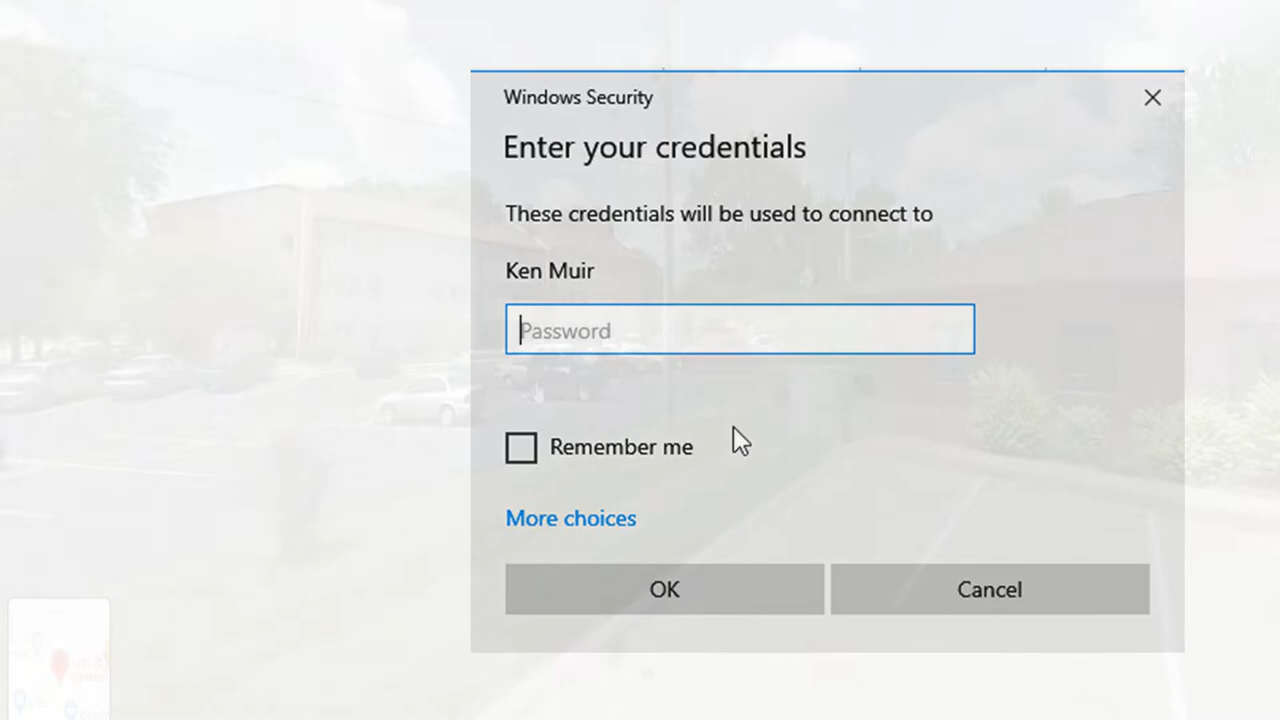 Windows Security
Enter your credentials
These credentials will be used to connect to
Ken Muir
Password
Remember me
More choices
OK
Cancel